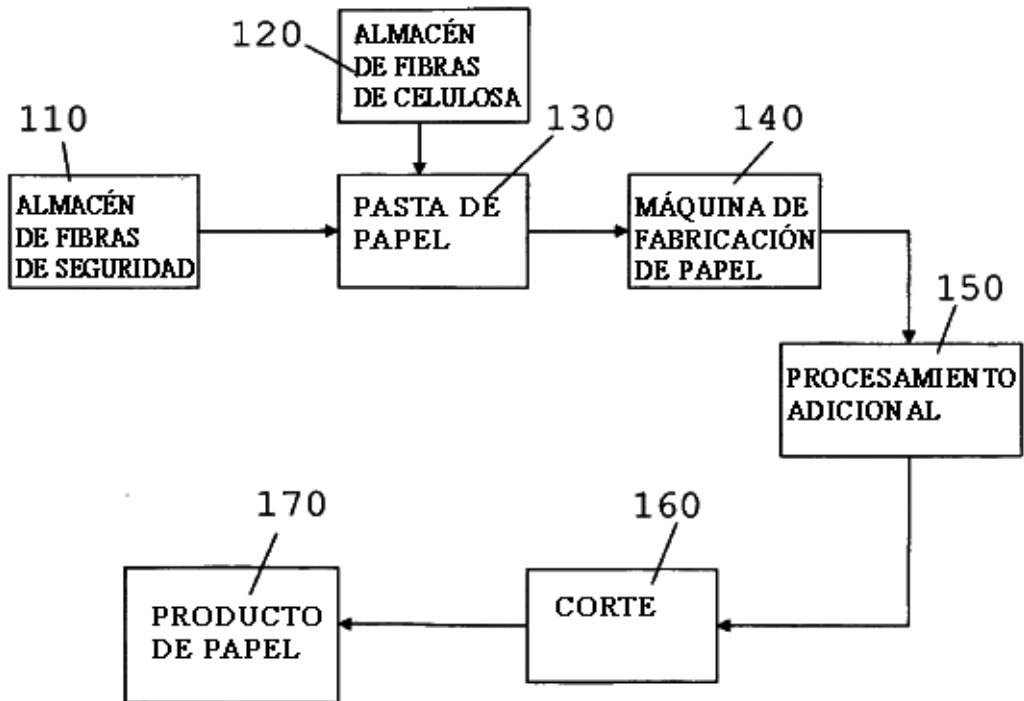 120
ALMACÉN
DE FIBRAS
DE CELULOSA
110
130
140
ALMACÉN
DE FIBRAS
DE SEGURIDAD
PASTA DE
PAPEL
MÁQUINA DE
FABRICACIÓN
DE PAPEL
150
PROCESAMIENTO
ADICIONAL
170
160
PRODUCTO
DE PAPEL
CORTE